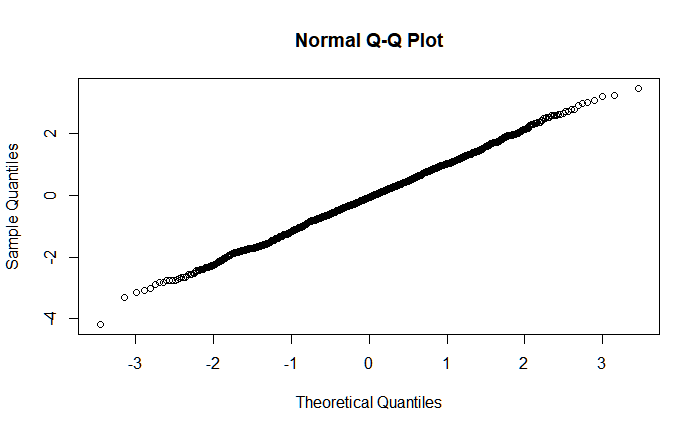 Normal Q-Q Plot
Sample Quantiles
2
0
-2
-4
-3 -2 -1 0 1 2 3
Theoretical Quantiles